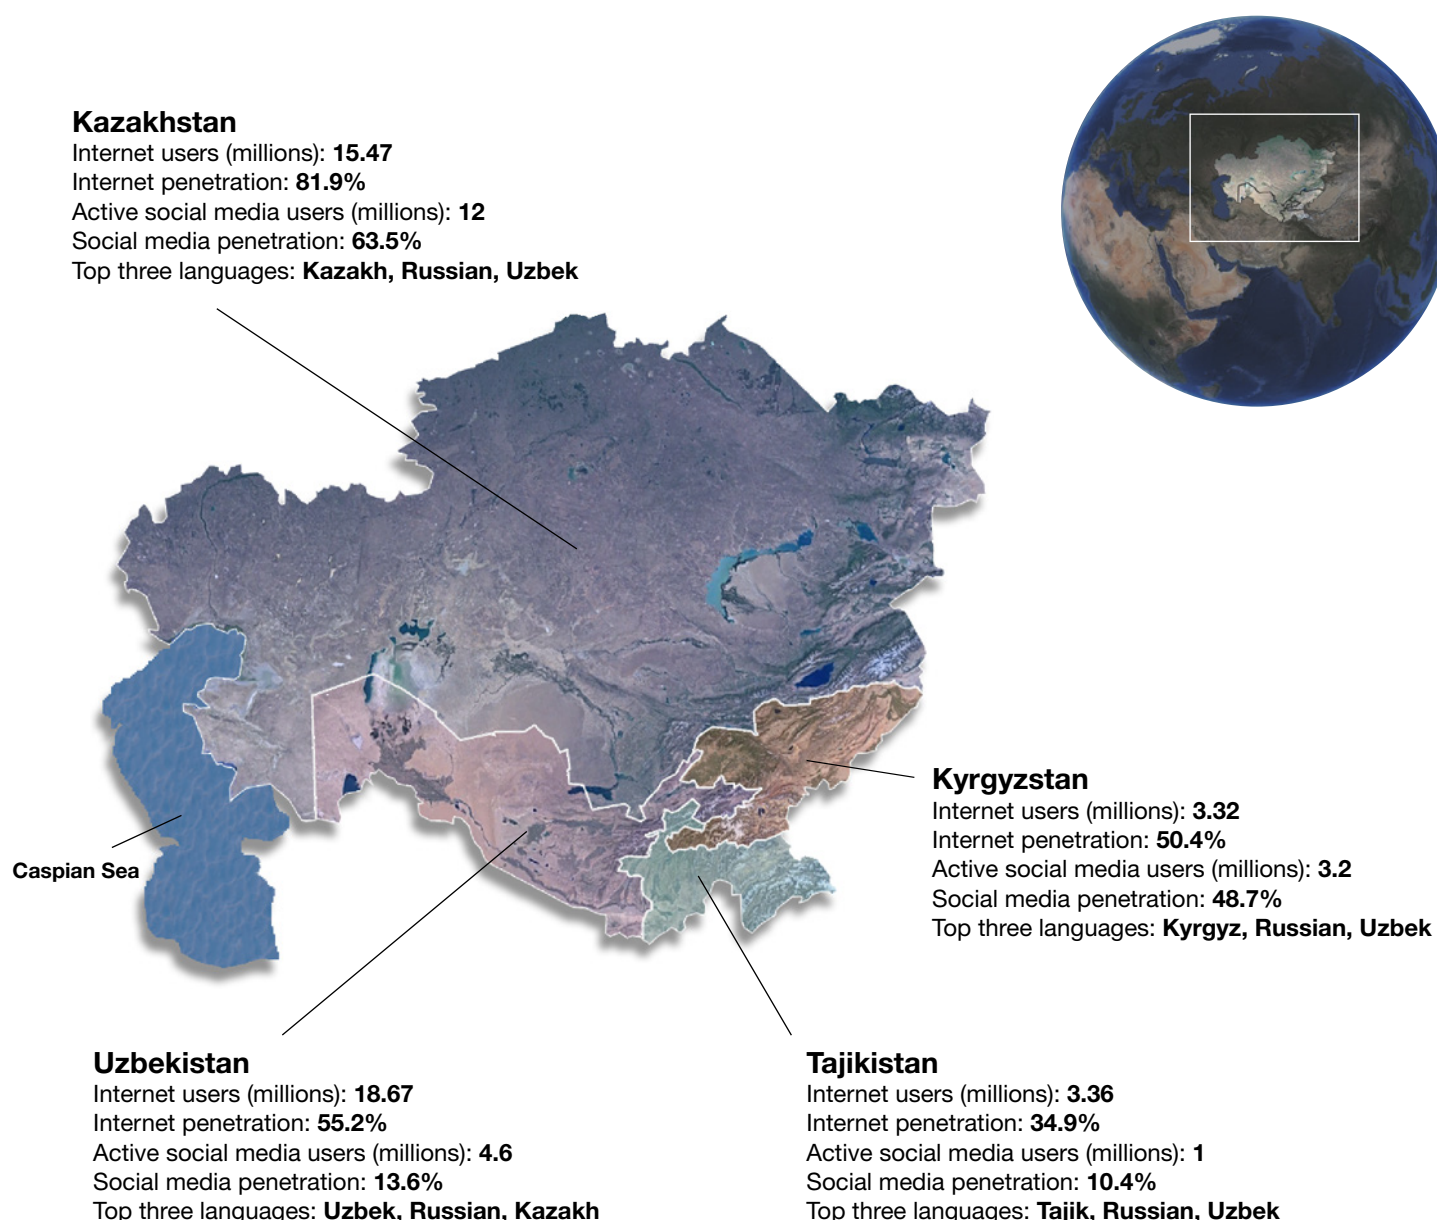 Kazakhstan
Internet users (millions): 15.47
Internet penetration: 81.9%
Active social media users (millions): 12
Social media penetration: 63.5%
Top three languages: Kazakh, Russian, Uzbek
Kyrgyzstan
Internet users (millions): 3.32
Internet penetration: 50.4%
Active social media users (millions): 3.2
Social media penetration: 48.7%
Top three languages: Kyrgyz, Russian, Uzbek
Caspian Sea
Uzbekistan
Internet users (millions): 18.67
Internet penetration: 55.2%
Active social media users (millions): 4.6
Social media penetration: 13.6%
Top three languages: Uzbek, Russian, Kazakh
Tajikistan
Internet users (millions): 3.36
Internet penetration: 34.9%
Active social media users (millions): 1
Social media penetration: 10.4%
Top three languages: Tajik, Russian, Uzbek